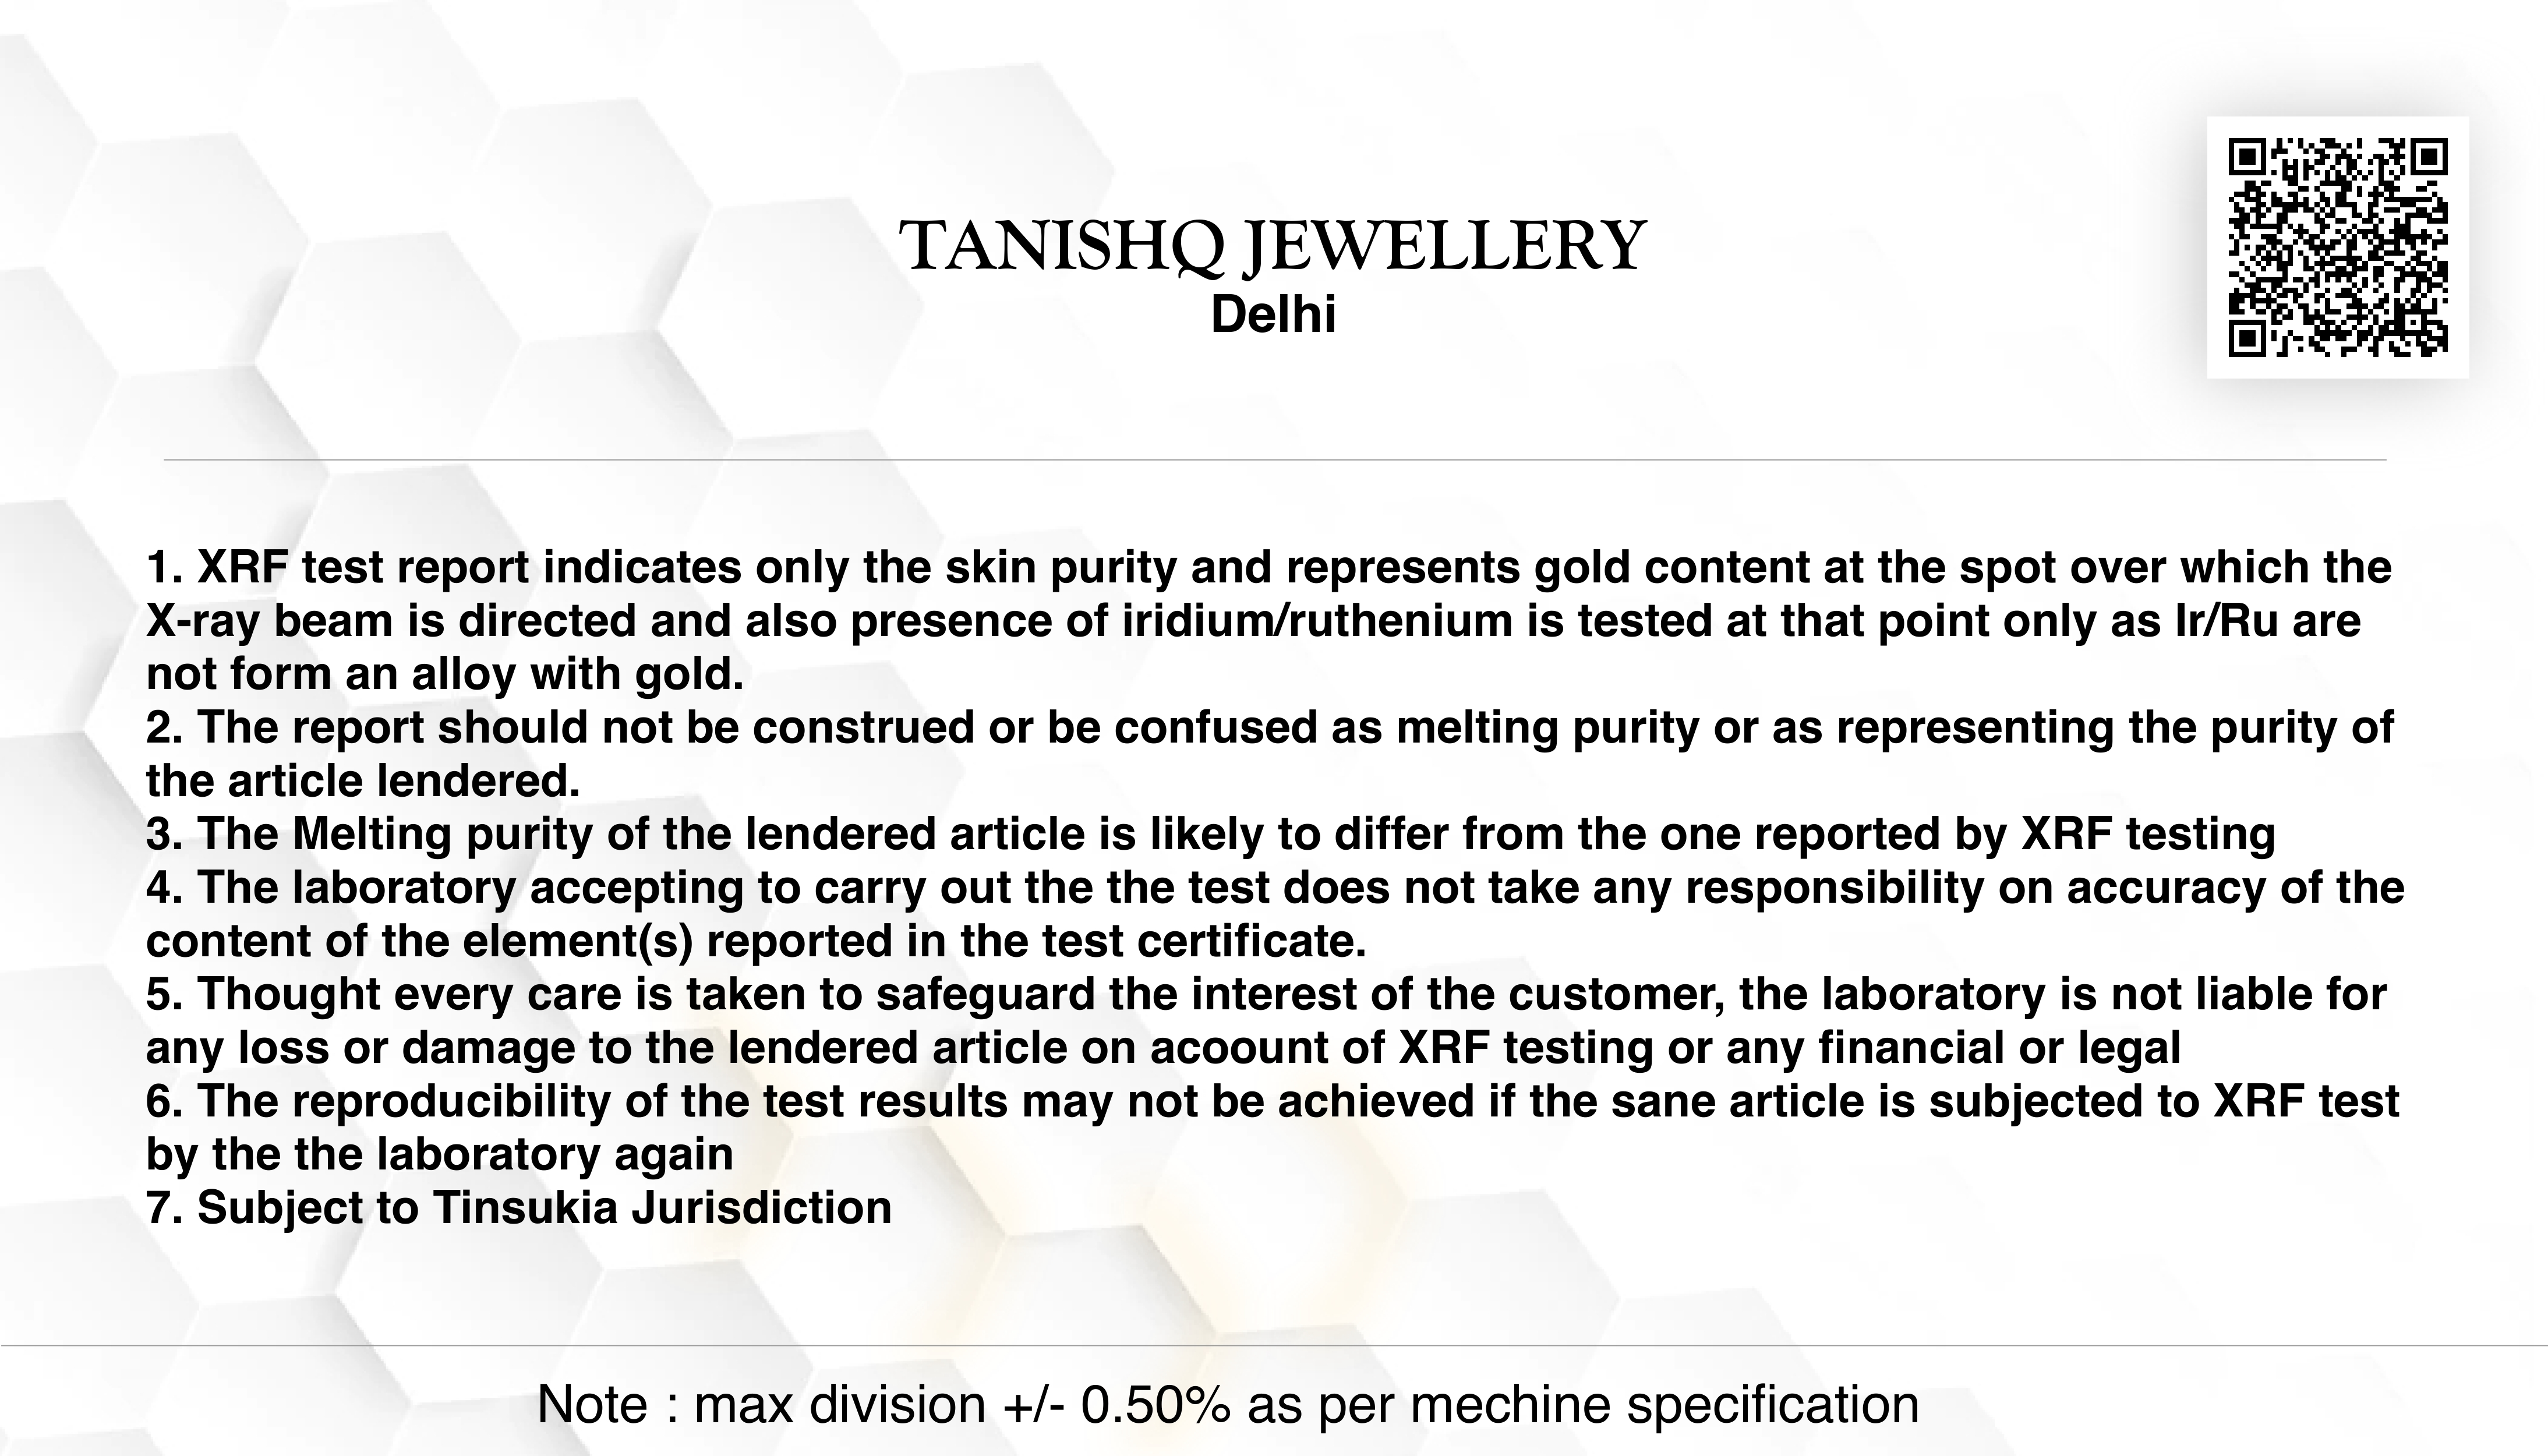 TANISHQ JEWELLERY
Delhi
1. XRF test report indicates only the skin purity and represents gold content at the spot over which the
X-ray beam is directed and also presence of iridium/ruthenium is tested at that point only as Ir/Ru are
not form an alloy with gold.
2. The report should not be construed or be confused as melting purity or as representing the purity of
the article lendered.
3. The Melting purity of the lendered article is likely to differ from the one reported by XRF testing
4. The laboratory accepting to carry out the the test does not take any responsibility on accuracy of the
content of the element(s) reported in the test certificate.
5. Thought every care is taken to safeguard the interest of the customer, the laboratory is not liable for
any loss or damage to the lendered article on acoount of XRF testing or any financial or legal
6. The reproducibility of the test results may not be achieved if the sane article is subjected to XRF test
by the the laboratory again
7. Subject to Tinsukia Jurisdiction
Note : max division +/- 0.50% as per mechine specification